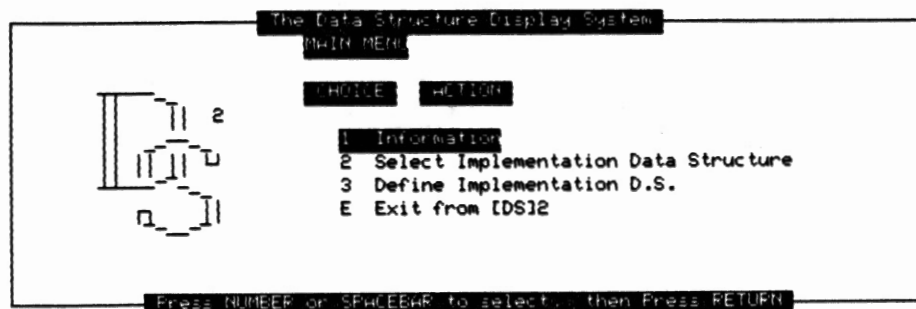 The Data Structure Display System
MAIN MENU
CHOICE ACTION
2
1 Information
2 Select Implementation Data Structure
3 Define Implementation D.S.
E Exit from [DS]2
Press NUMBER or SPACEBAR to select, then Press RETURN